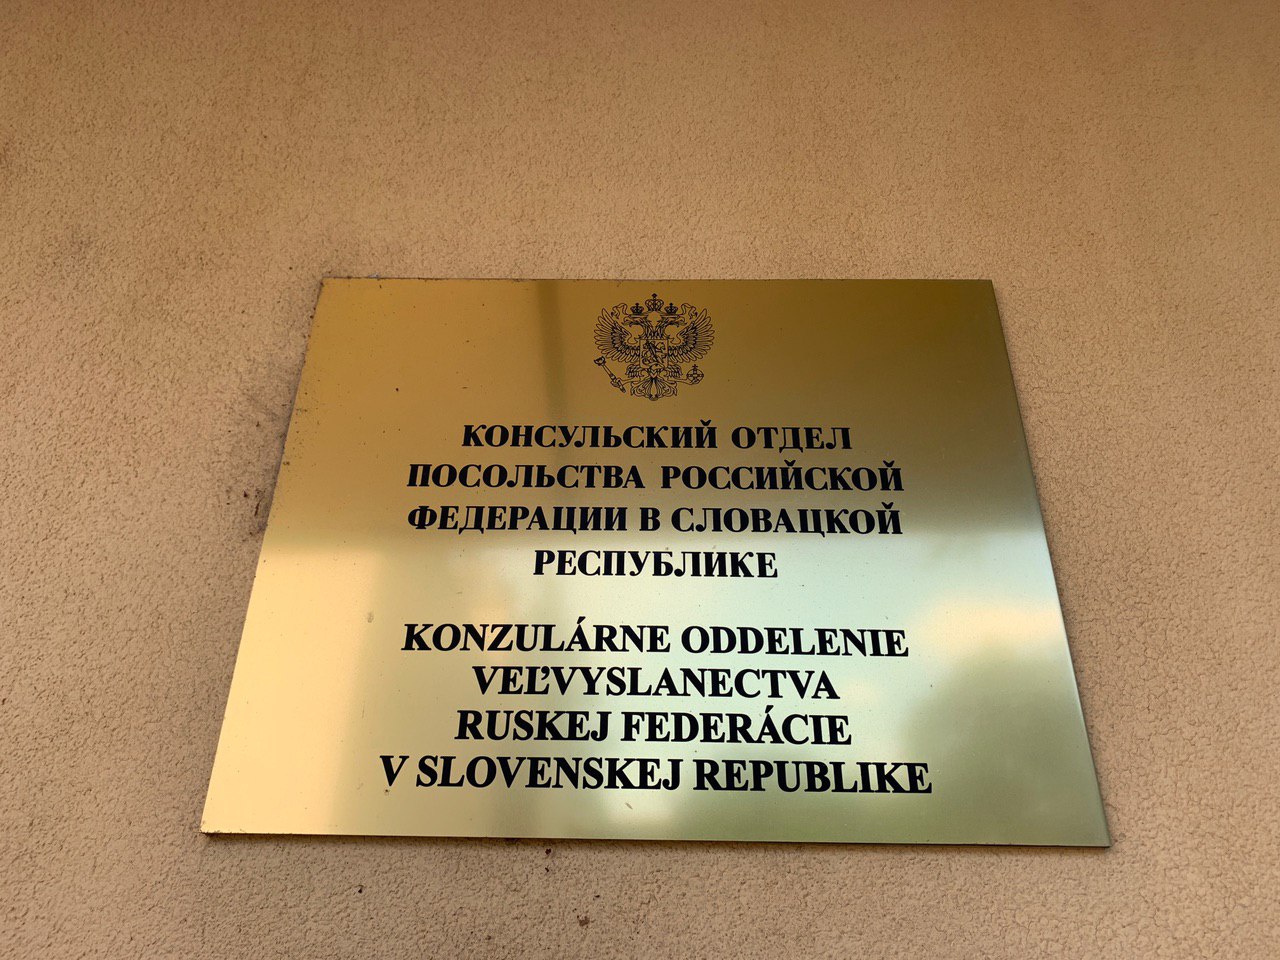 КОНСУЛЬСКИЙ ОТДЕЛ
ПОСОЛЬСТВА РОССИЙСКОЙ
ФЕДЕРАЦИИ В СЛОВАЦКОЙ
РЕСПУБЛИКЕ
KONZULÁRNE ODDELENIE
VEĽVYSLANECTVA
RUSKEJ FEDERÁCIE
V SLOVENSKEJ REPUBLIKE